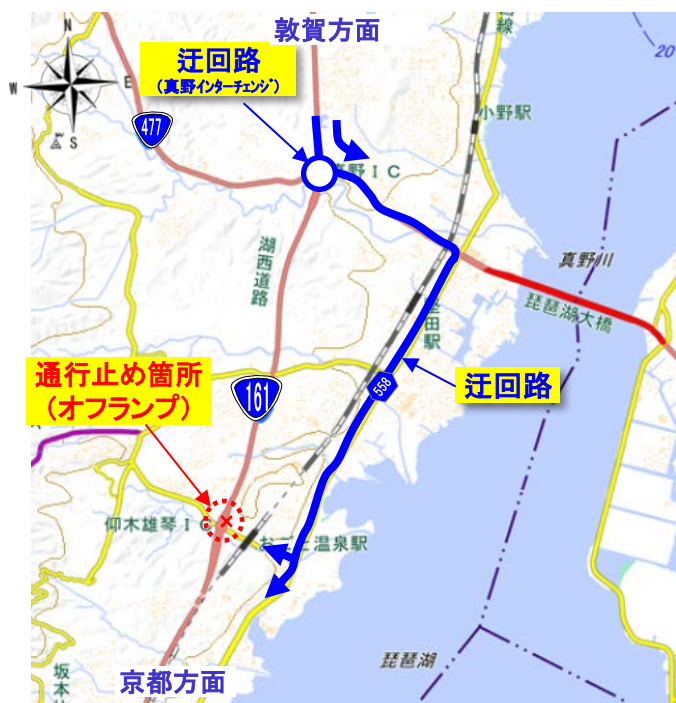 敦賀方面
N
W
E
S
迂回路
(真野インターチェンジ)
477
小野駅
20
真野ＩＣ
湖西道路
真野川
琵琶湖大橋
堅田駅
通行止め箇所
(オフランプ)
161
558
迂回路
仰木雄琴ＩＣ
おごと温泉駅
琵琶湖
坂本
京都方面